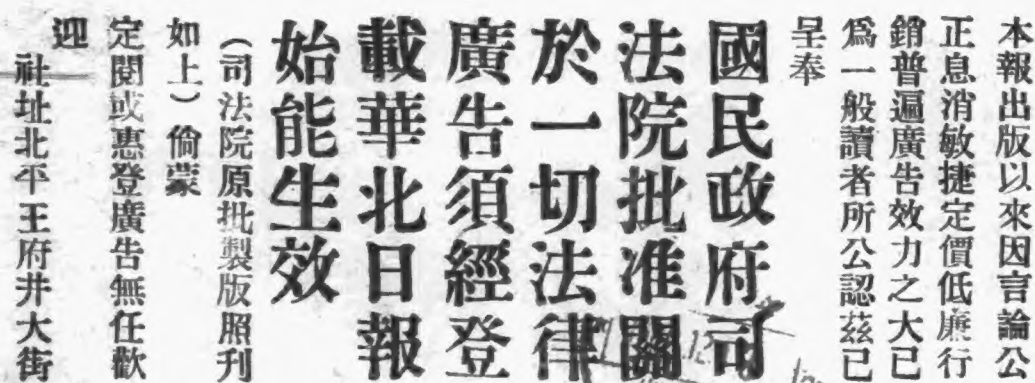 本報出版以來因言論公
正息消敏捷定價低廉行
銷普遍廣告效力之大已
爲一般讀者所公認茲已
呈奉
國民政府司
法院批准關
於一切法律
廣告須經登
載華北日報
始能生效
(司法院原批製版照刊
如上)倘蒙
定閱或惠登廣告無任歡
迎
社址北平王府井大街